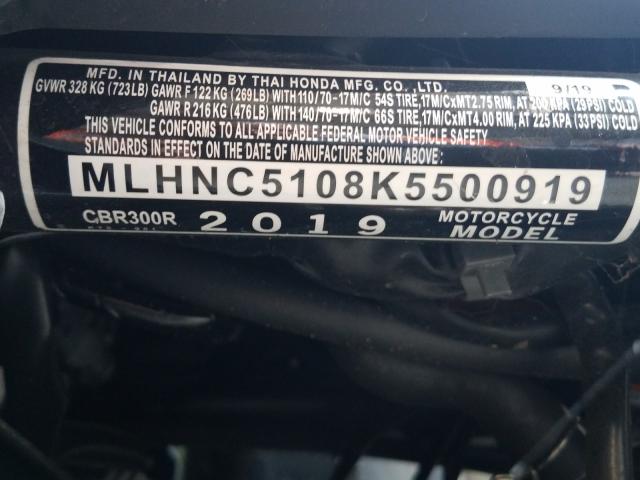 MFD. IN THAILAND BY THAI HONDA MFG. CO.,LTD. 9/19
GVWR 328 KG (723LB) GAWR F 122 KG (269LB) WITH 110/70-17M/C 54S TIRE,17M/CxMT2.75 RIM, AT 200 KPA (29PSI) COLD
GAWR R 216 KG (476LB) WITH 140/70-17M/C 66S TIRE,17M/CxMT4.00 RIM, AT 225 KPA (33 PSI) COLD
THIS VEHICLE CONFORMS TO ALL APPLICABLE FEDERAL MOTOR VEHICLE SAFETY
STANDARDS IN EFFECT ON THE DATE OF MANUFACTURE SHOWN ABOVE.
MLHNC5108K5500919
CBR300R 2019 MOTORCYCLE
MODEL